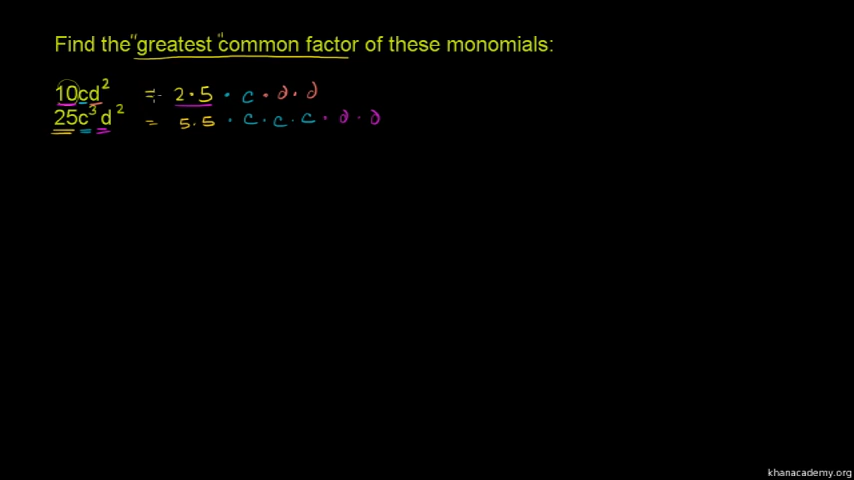 Find the "greatest "common factor of these monomials:
10cd² = 2·5 · c · d · d
25c³d² = 5·5 · c · c · c · d · d
khanacademy.org